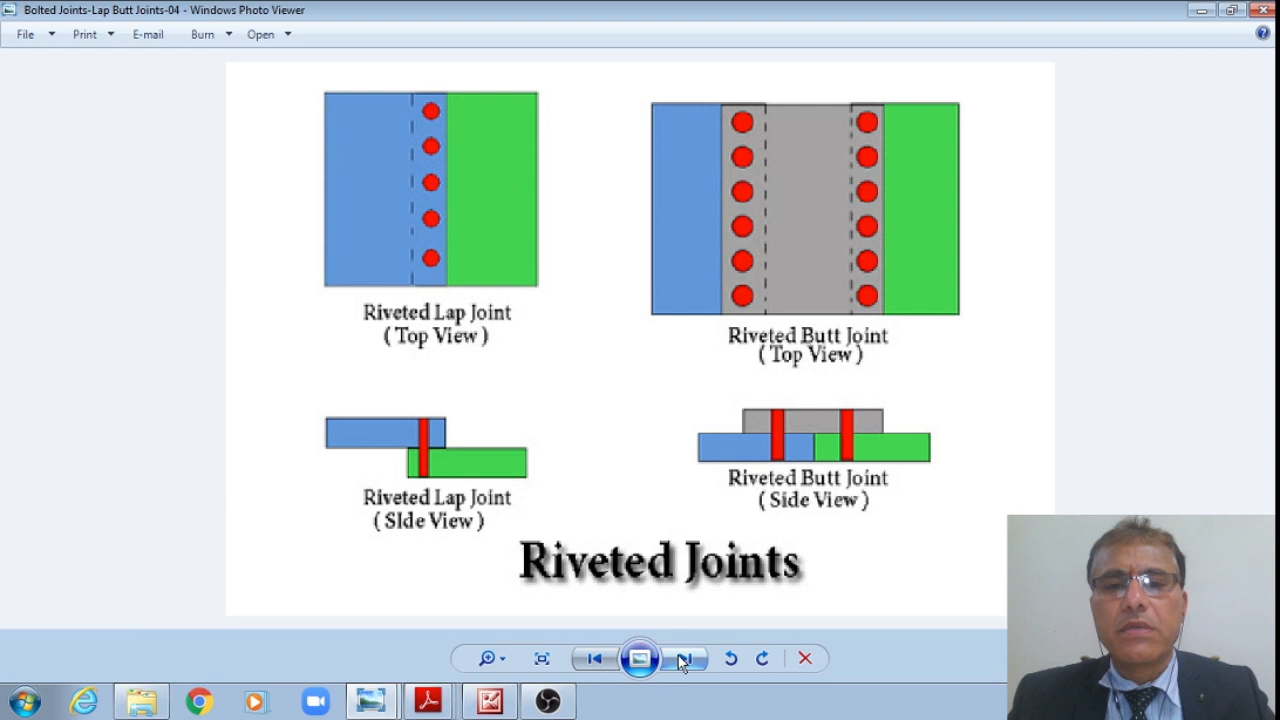 Bolted Joints-Lap Butt Joints-04 - Windows Photo Viewer
File Print E-mail Burn Open
Riveted Lap Joint
( Top View )
Riveted Butt Joint
( Top View )
Riveted Lap Joint
( SIde View )
Riveted Butt Joint
( Side View )
Riveted Joints